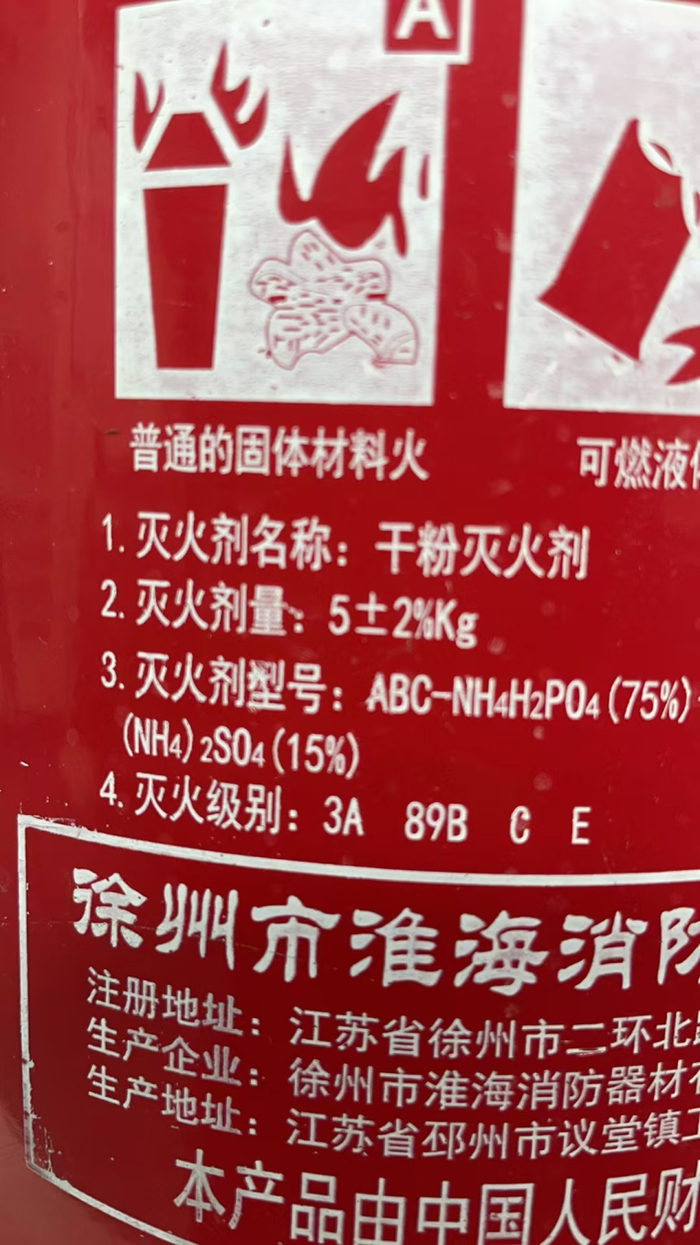 A
普通的固体材料火
可燃液体
1. 灭火剂名称：干粉灭火剂
2. 灭火剂量：5±2%Kg
3. 灭火剂型号：ABC-NH4H2PO4(75%)
(NH4)2SO4(15%)
4. 灭火级别：3A 89B C E
徐州市淮海消防
注册地址：江苏省徐州市二环北
生产企业：徐州市淮海消防器材
生产地址：江苏省邳州市议堂镇
本产品由中国人民财